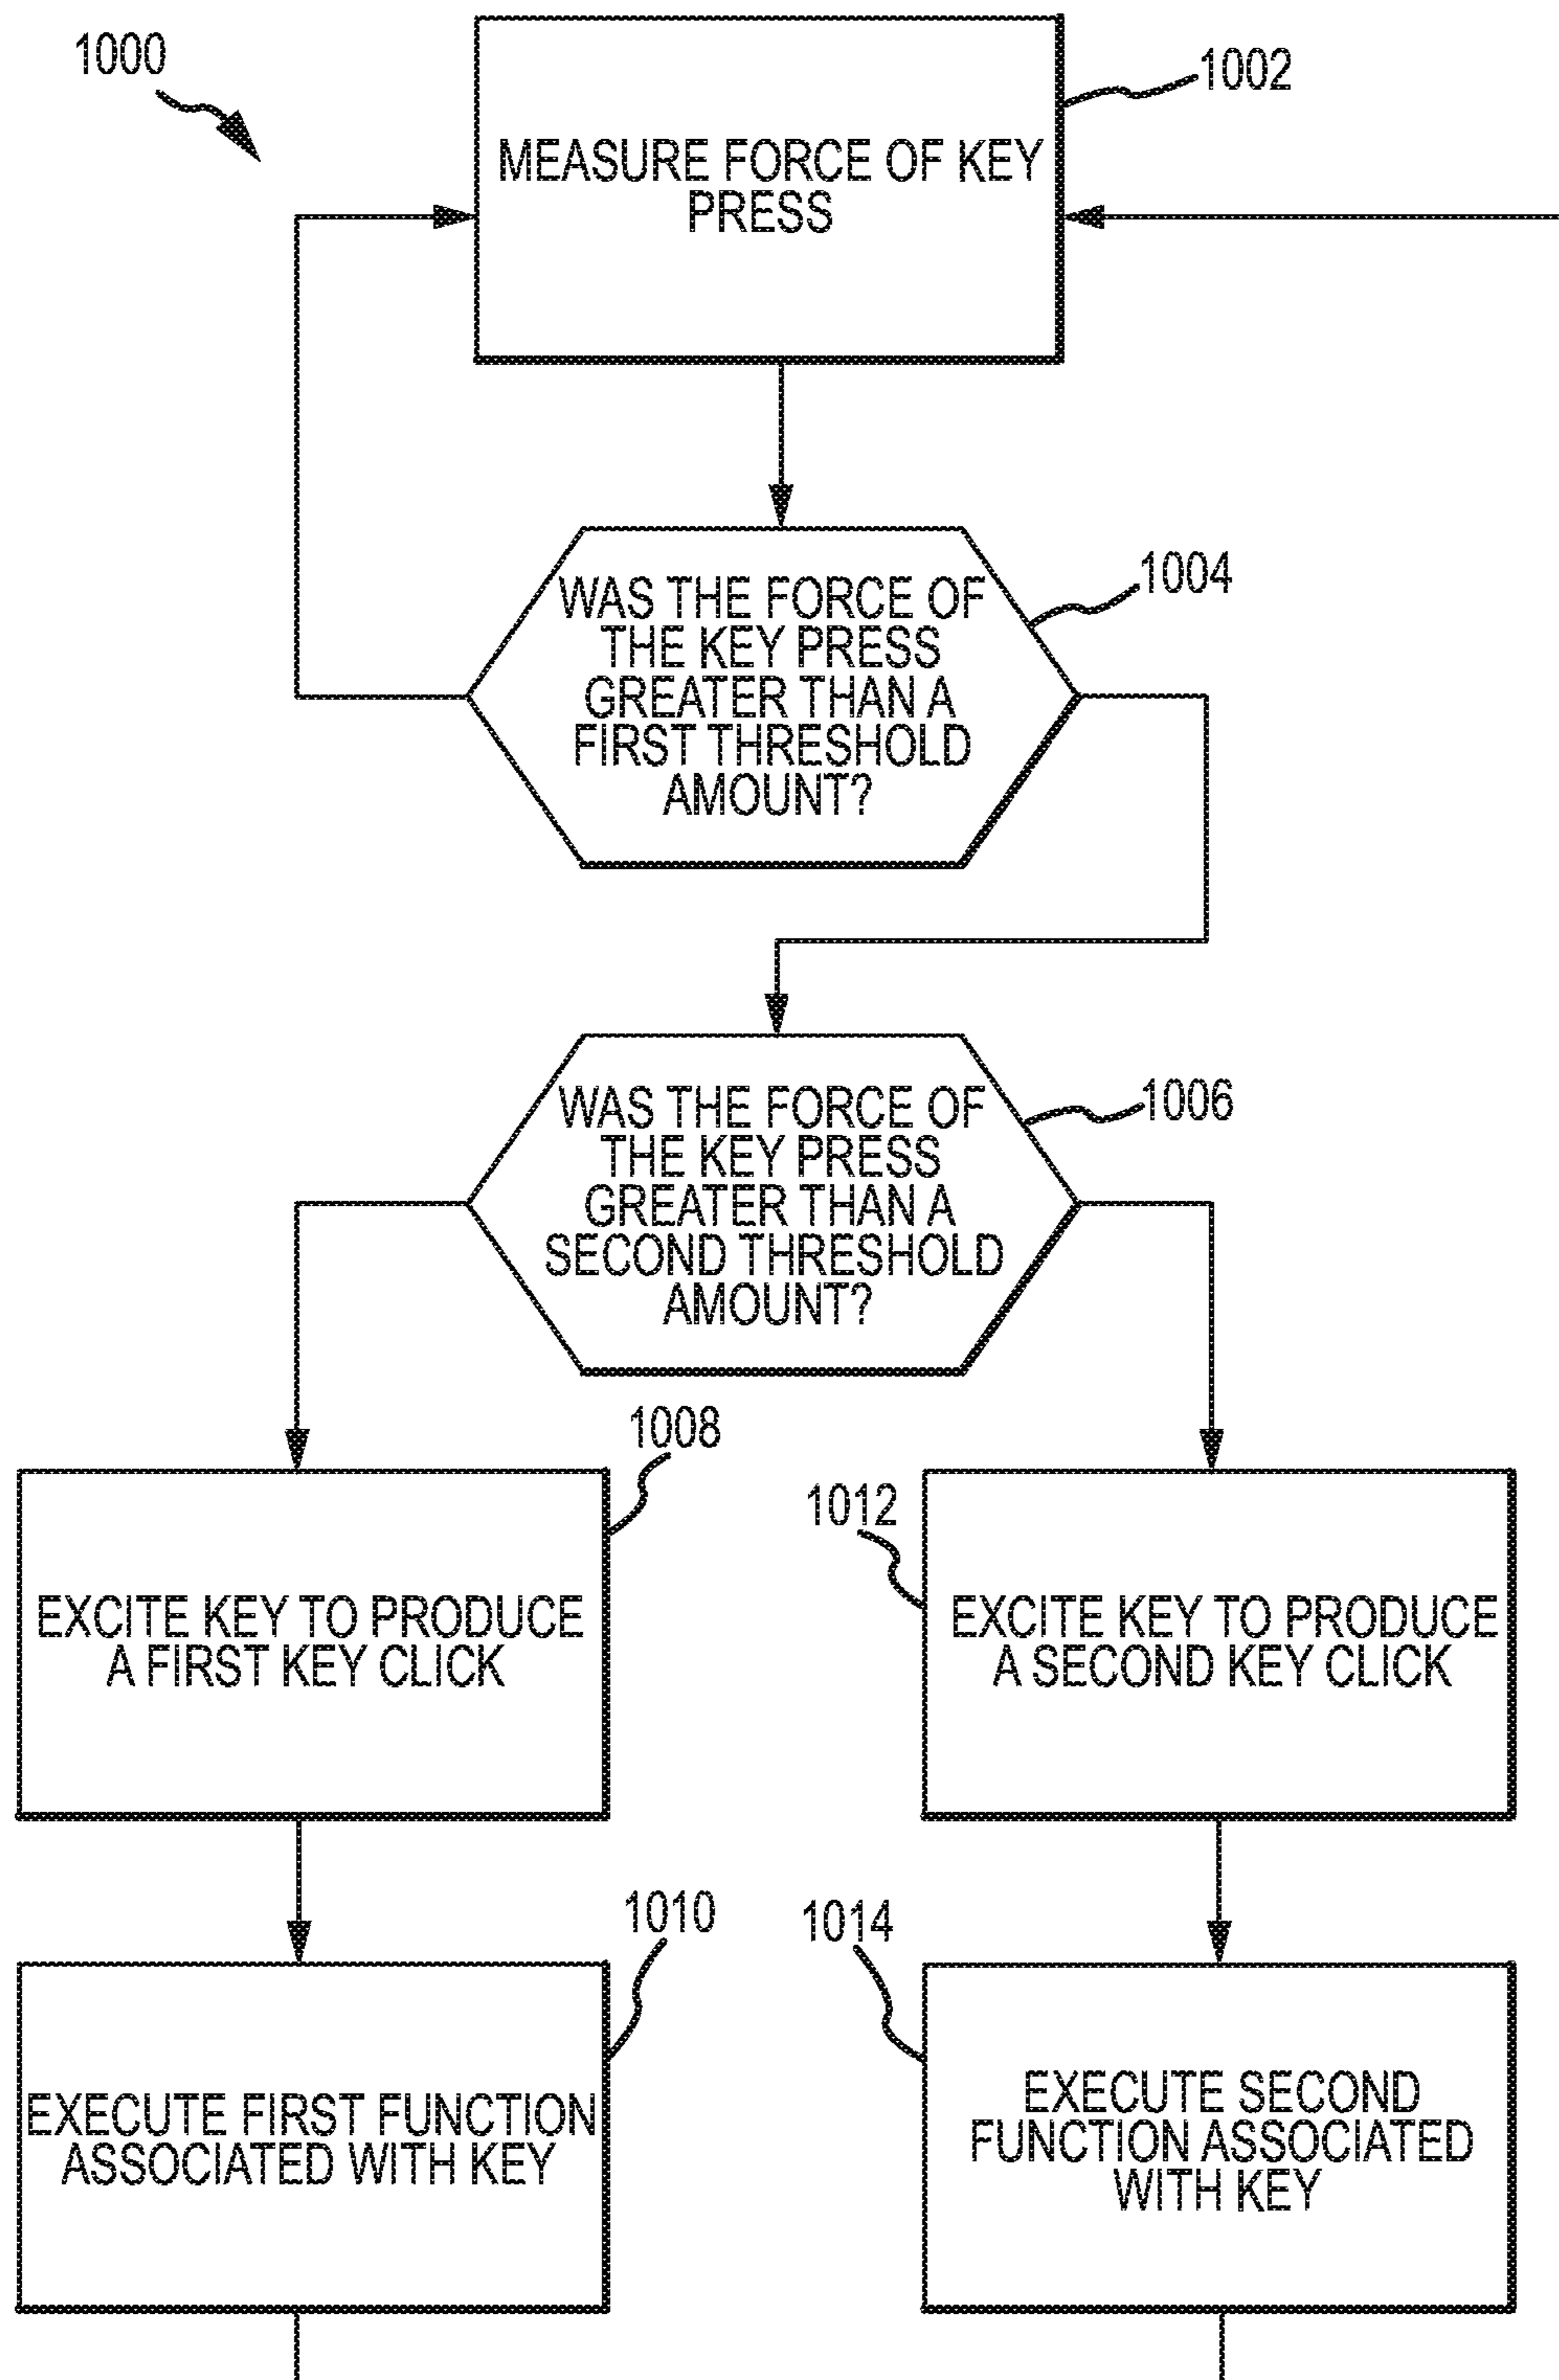 1000
1002
MEASURE FORCE OF KEY
PRESS
1004
WAS THE FORCE OF
THE KEY PRESS
GREATER THAN A
FIRST THRESHOLD
AMOUNT?
1006
WAS THE FORCE OF
THE KEY PRESS
GREATER THAN A
SECOND THRESHOLD
AMOUNT?
1008
EXCITE KEY TO PRODUCE
A FIRST KEY CLICK
1012
EXCITE KEY TO PRODUCE
A SECOND KEY CLICK
1010
EXECUTE FIRST FUNCTION
ASSOCIATED WITH KEY
1014
EXECUTE SECOND
FUNCTION ASSOCIATED
WITH KEY